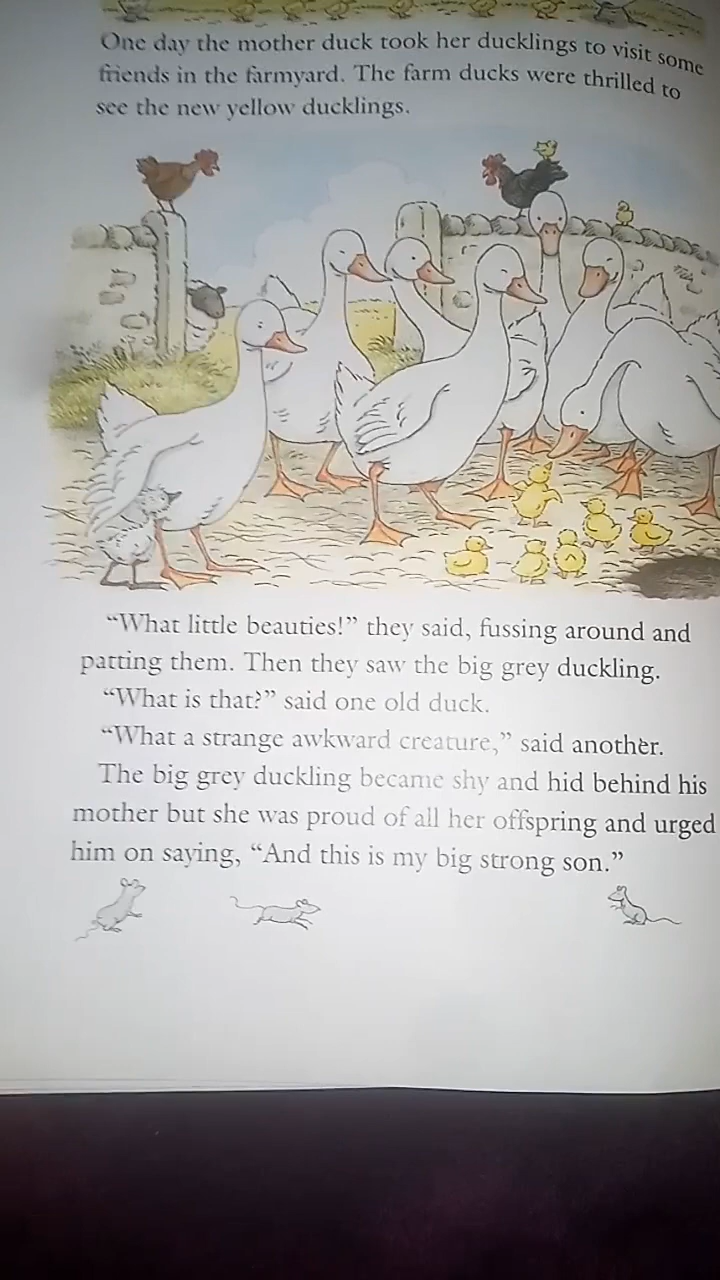 One day the mother duck took her ducklings to visit some
friends in the farmyard. The farm ducks were thrilled to
see the new yellow ducklings.
“What little beauties!” they said, fussing around and
patting them. Then they saw the big grey duckling.
“What is that?” said one old duck.
“What a strange awkward creature,” said another.
The big grey duckling became shy and hid behind his
mother but she was proud of all her offspring and urged
him on saying, “And this is my big strong son.”